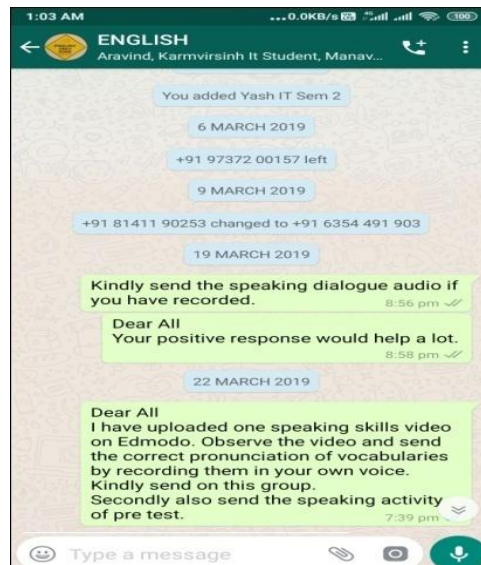 1:03 AM ...0.0KB/s 100
ENGLISH
Aravind, Karmvirsinh It Student, Manav...
You added Yash IT Sem 2
6 MARCH 2019
+91 97372 00157 left
9 MARCH 2019
+91 81411 90253 changed to +91 6354 491 903
19 MARCH 2019
Kindly send the speaking dialogue audio if
you have recorded.
8:56 pm
Dear All
Your positive response would help a lot.
8:58 pm
22 MARCH 2019
Dear All
I have uploaded one speaking skills video
on Edmodo. Observe the video and send
the correct pronunciation of vocabularies
by recording them in your own voice.
Kindly send on this group.
Secondly also send the speaking activity
of pre test.
7:39 pm
Type a message